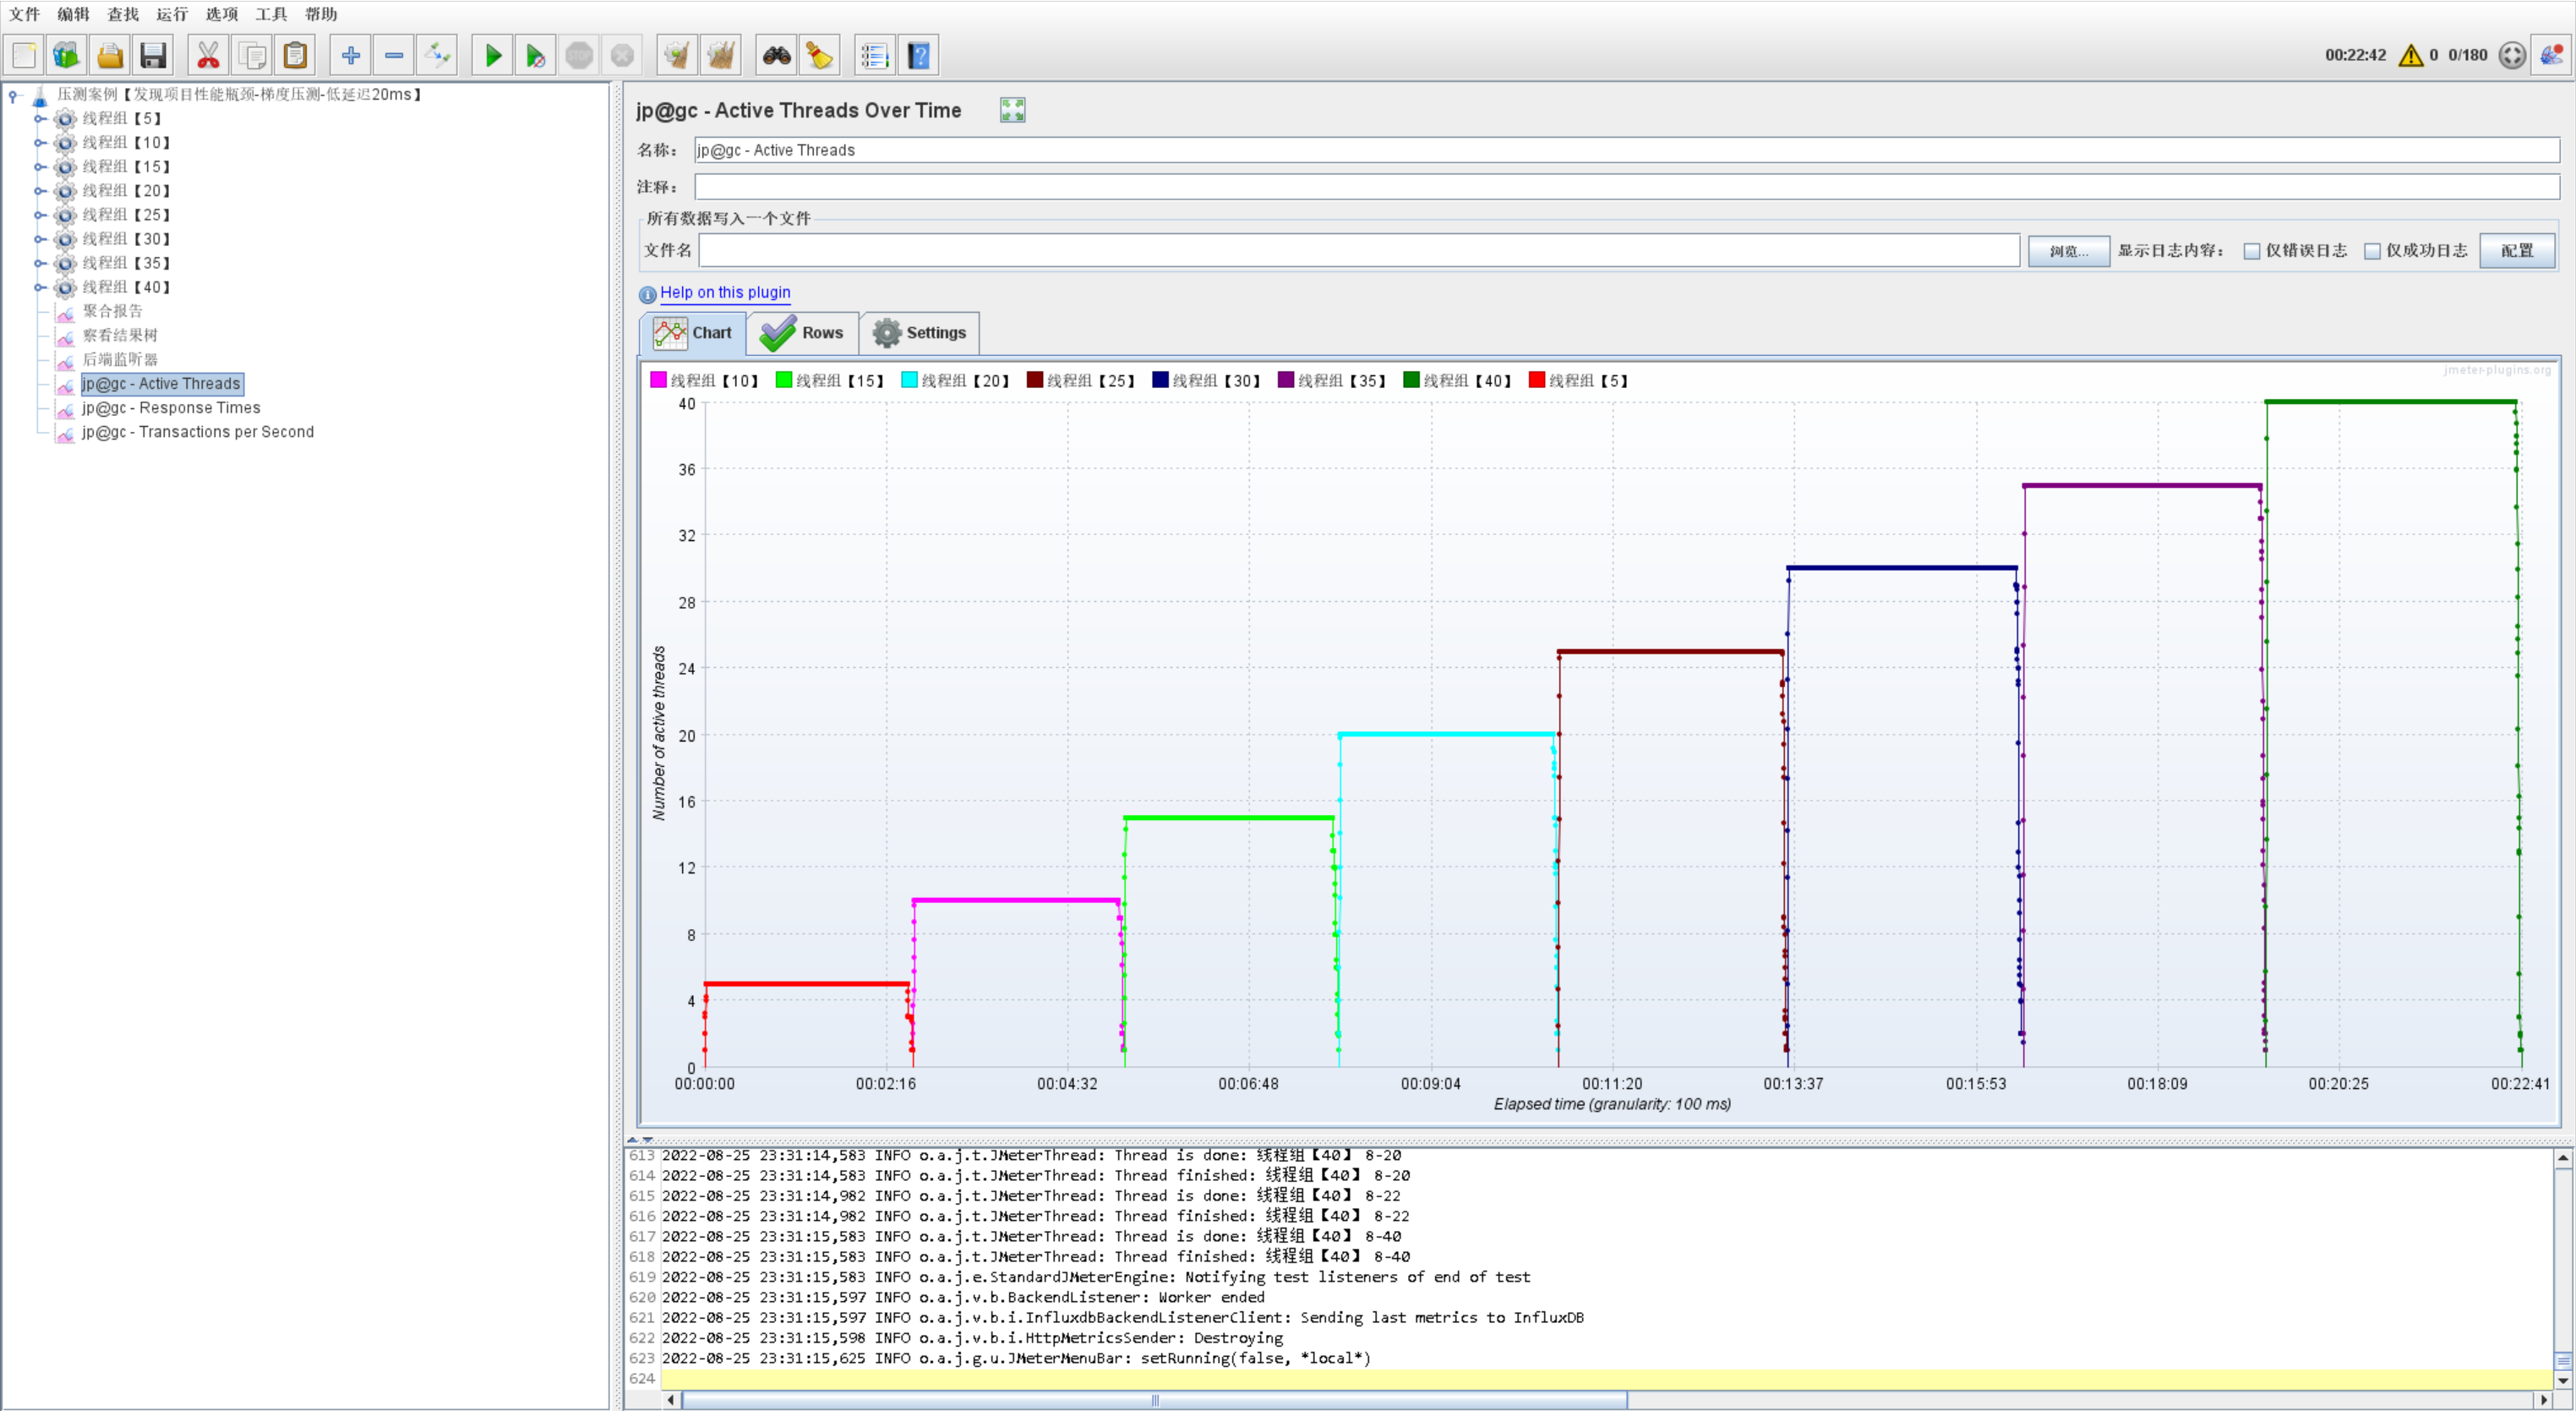 文件 编辑 查找 运行 选项 工具 帮助
STOP
00:22:42 0 0/180
压测案例【发现项目性能瓶颈-梯度压测-低延迟20ms】
线程组【5】
线程组【10】
线程组【15】
线程组【20】
线程组【25】
线程组【30】
线程组【35】
线程组【40】
聚合报告
察看结果树
后端监听器
jp@gc - Active Threads
jp@gc - Response Times
jp@gc - Transactions per Second
jp@gc - Active Threads Over Time
名称： jp@gc - Active Threads
注释：
所有数据写入一个文件
文件名 浏览... 显示日志内容： 仅错误日志 仅成功日志 配置
Help on this plugin
Chart Rows Settings
线程组【10】 线程组【15】 线程组【20】 线程组【25】 线程组【30】 线程组【35】 线程组【40】 线程组【5】
jmeter-plugins.org
40
36
32
28
24
20
16
12
8
4
0
Number of active threads
00:00:00 00:02:16 00:04:32 00:06:48 00:09:04 00:11:20 00:13:37 00:15:53 00:18:09 00:20:25 00:22:41
Elapsed time (granularity: 100 ms)
613 2022-08-25 23:31:14,583 INFO o.a.j.t.JMeterThread: Thread is done: 线程组【40】 8-20
614 2022-08-25 23:31:14,583 INFO o.a.j.t.JMeterThread: Thread finished: 线程组【40】 8-20
615 2022-08-25 23:31:14,982 INFO o.a.j.t.JMeterThread: Thread is done: 线程组【40】 8-22
616 2022-08-25 23:31:14,982 INFO o.a.j.t.JMeterThread: Thread finished: 线程组【40】 8-22
617 2022-08-25 23:31:15,583 INFO o.a.j.t.JMeterThread: Thread is done: 线程组【40】 8-40
618 2022-08-25 23:31:15,583 INFO o.a.j.t.JMeterThread: Thread finished: 线程组【40】 8-40
619 2022-08-25 23:31:15,583 INFO o.a.j.e.StandardJMeterEngine: Notifying test listeners of end of test
620 2022-08-25 23:31:15,597 INFO o.a.j.v.b.BackendListener: Worker ended
621 2022-08-25 23:31:15,597 INFO o.a.j.v.b.i.InfluxdbBackendListenerClient: Sending last metrics to InfluxDB
622 2022-08-25 23:31:15,598 INFO o.a.j.v.b.i.HttpMetricsSender: Destroying
623 2022-08-25 23:31:15,625 INFO o.a.j.g.u.JMeterMenuBar: setRunning(false, *local*)
624